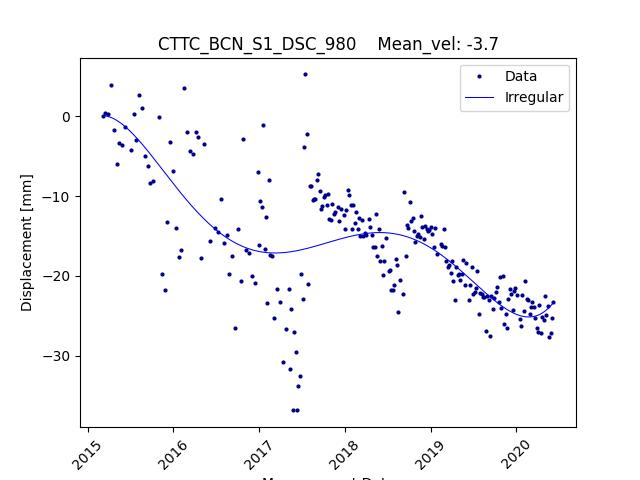 CTTC_BCN_S1_DSC_980 Mean_vel: -3.7
Data
Irregular
Displacement [mm]
0
−10
−20
−30
2015
2016
2017
2018
2019
2020